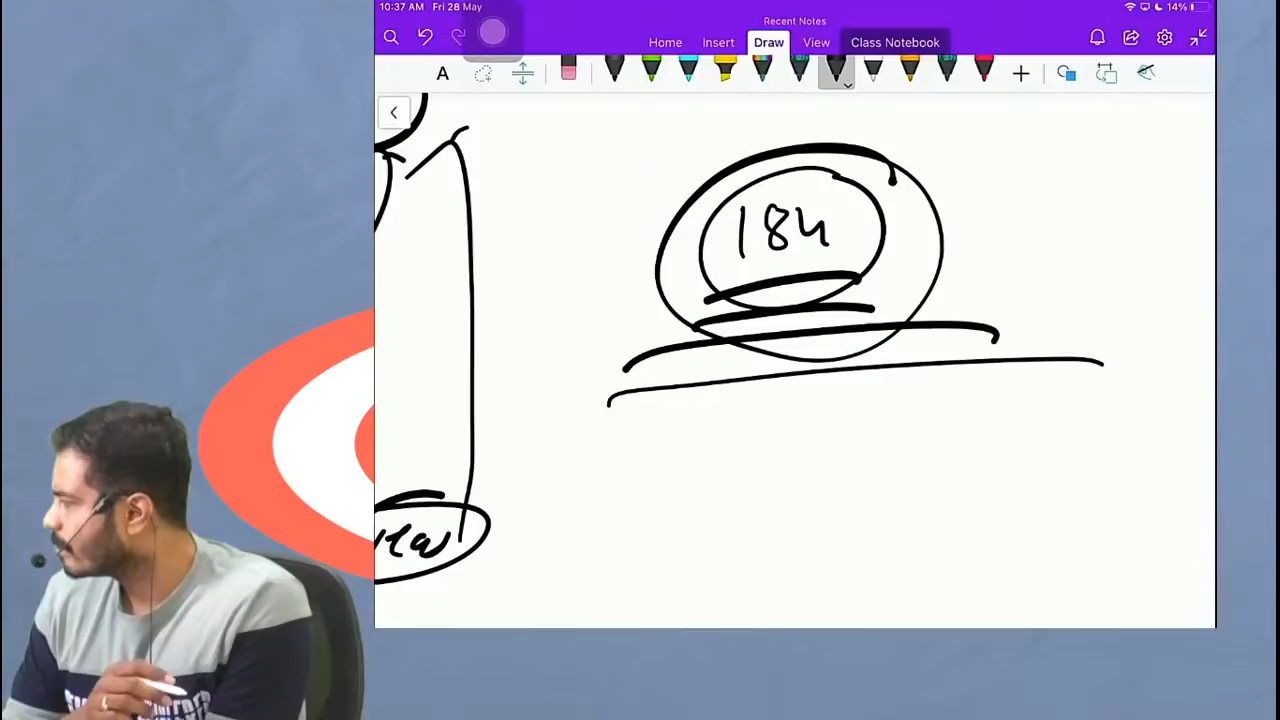 10:37 AM Fri 28 May 14%
Recent Notes
Home Insert Draw View Class Notebook
A
184